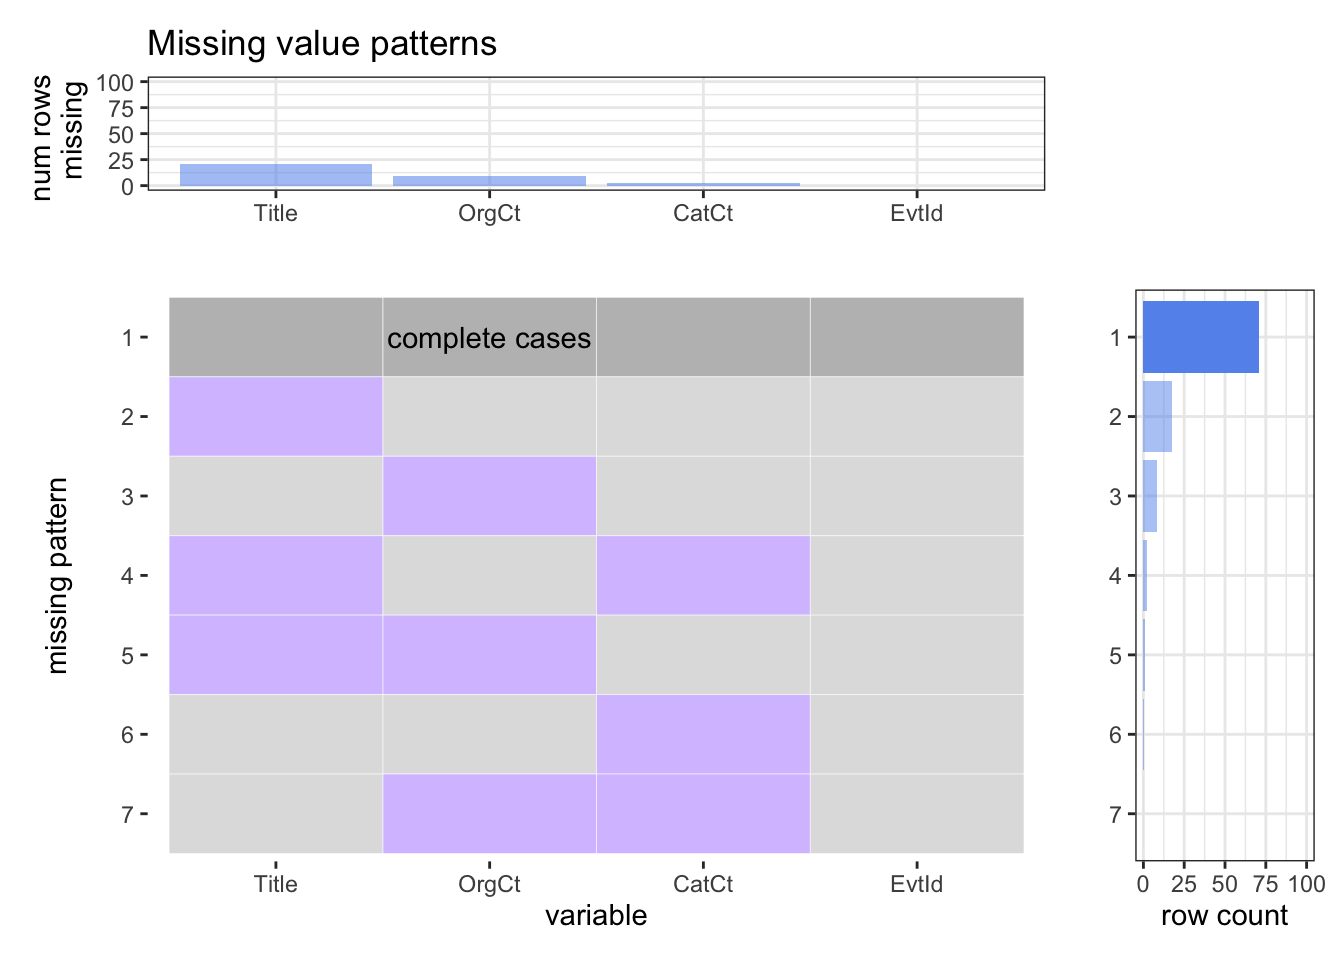 Missing value patterns
num rows
missing
100
75
50
25
0
Title OrgCt CatCt EvtId
missing pattern
1
2
3
4
5
6
7
complete cases
Title OrgCt CatCt EvtId
variable
1
2
3
4
5
6
7
0 25 50 75 100
row count